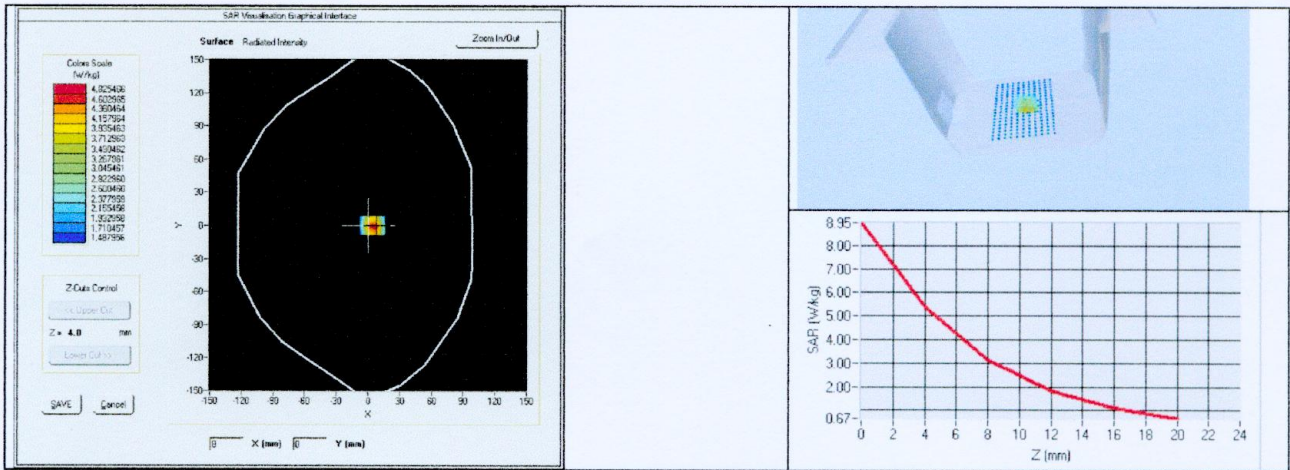 SAR Visualisation Graphical Interface
Surface Radiated Intensity
Zoom In/Out
Colors Scale
(W/kg)
4.825466
4.602965
4.380464
4.157964
3.935463
3.712963
3.490462
3.267961
3.045461
2.822960
2.600460
2.377959
2.155458
1.932958
1.710457
1.487956
150
120
90
60
30
0
-30
-60
-90
-120
-150
Y
-150 -120 -90 -60 -30 0 30 60 90 120 150
X
Z-Cuts Control
<< Upper Cut
Z = 4.0 mm
Lower Cut >>
SAVE Cancel
X (mm) 0 Y (mm)
8.95
8.00
7.00
5.00
4.00
3.00
2.00
0.67
SAR (W/kg)
0 2 4 6 8 10 12 14 16 18 20 22 24
Z (mm)